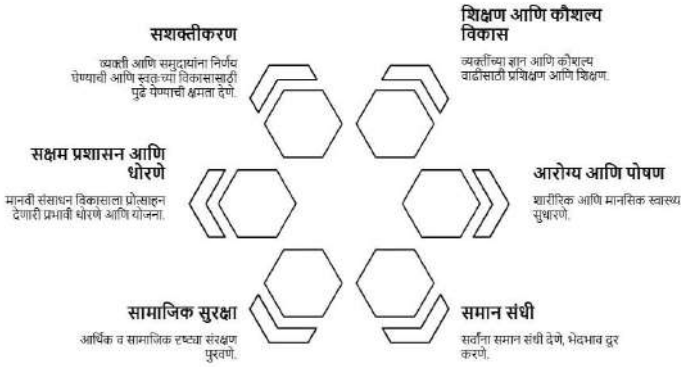 सशक्तीकरण
व्यक्ती आणि समुदायांना निर्णय
घेण्याची आणि स्वतःच्या विकासासाठी
पुढे येण्याची क्षमता देणे.
शिक्षण आणि कौशल्य
विकास
व्यक्तींच्या ज्ञान आणि कौशल्य
वाढीसाठी प्रशिक्षण आणि शिक्षण.
सक्षम प्रशासन आणि
धोरणे
मानवी संसाधन विकासाला प्रोत्साहन
देणारी प्रभावी धोरणे आणि योजना.
आरोग्य आणि पोषण
शारीरिक आणि मानसिक स्वास्थ्य
सुधारणे.
सामाजिक सुरक्षा
आर्थिक व सामाजिक दृष्ट्या संरक्षण
पुरवणे.
समान संधी
सर्वांना समान संधी देणे, भेदभाव दूर
करणे.